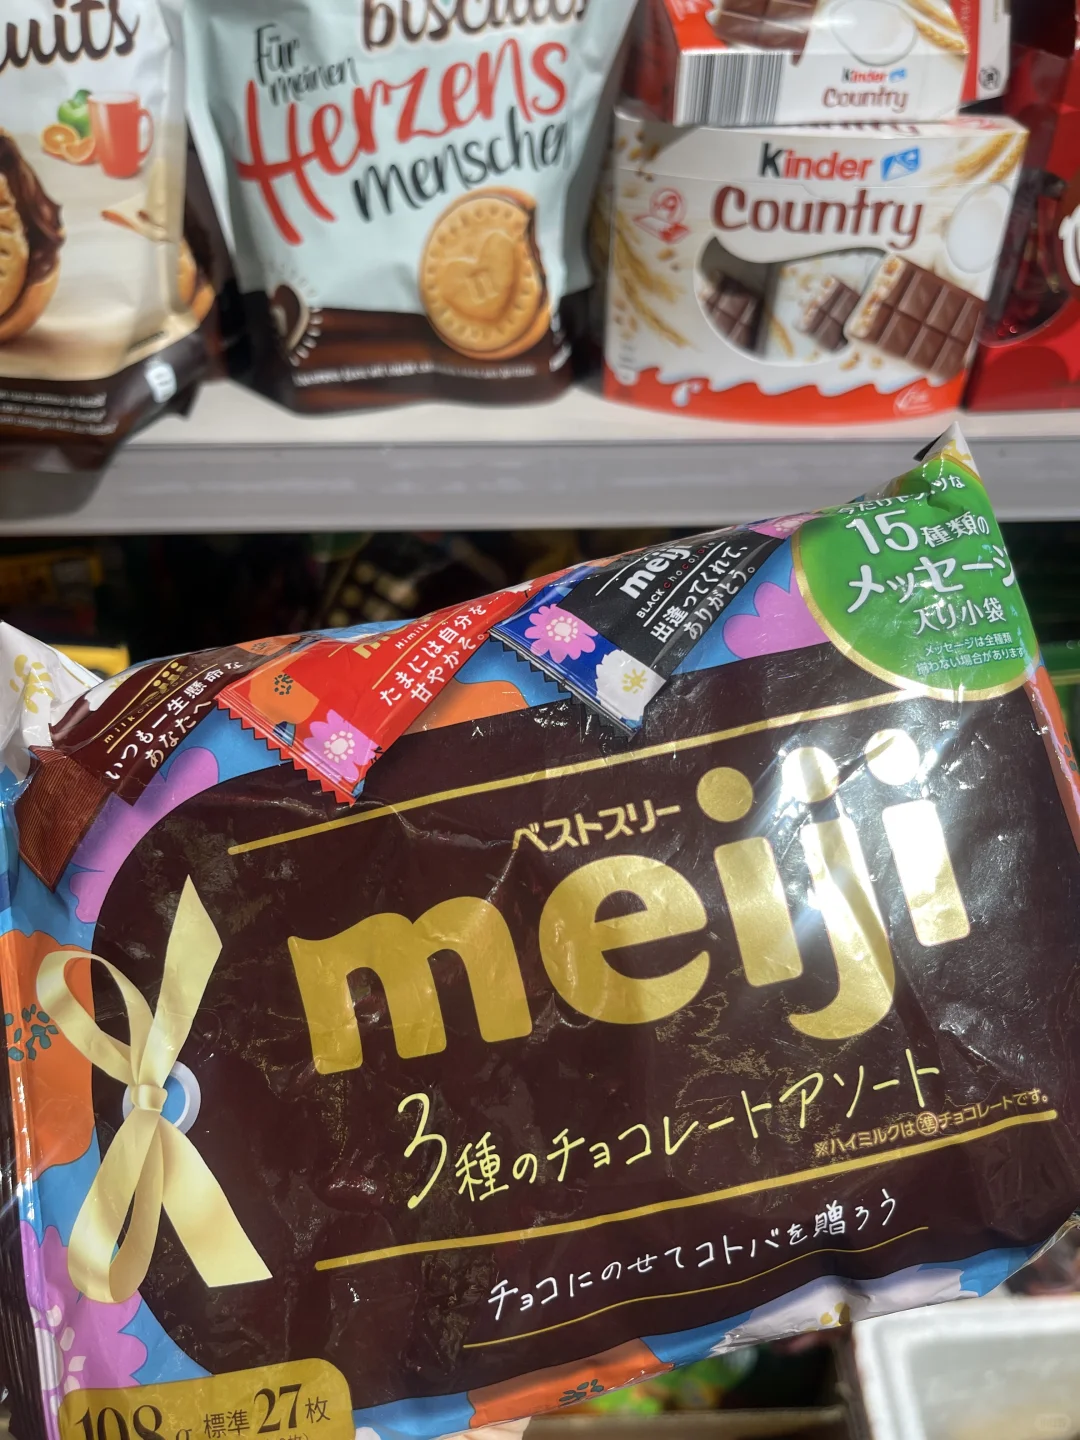 biscuits
Für
meinen
Herzens
menschen
kinder
Country
kinder
Country
今だけ
15種類の
メッセージ
入り小袋
メッセージは全種類
揃わない場合があります
meiji
BLACK chocolate
出逢ってくれて、
ありがとう。
Himilk
たまには自分を…
甘やかそ。
いつも一生懸命な
あなたへ
ベストスリー
meiji
3種のチョコレートアソート
※ハイミルクは準チョコレートです。
チョコにのせてコトバを贈ろう
108g 標準27枚